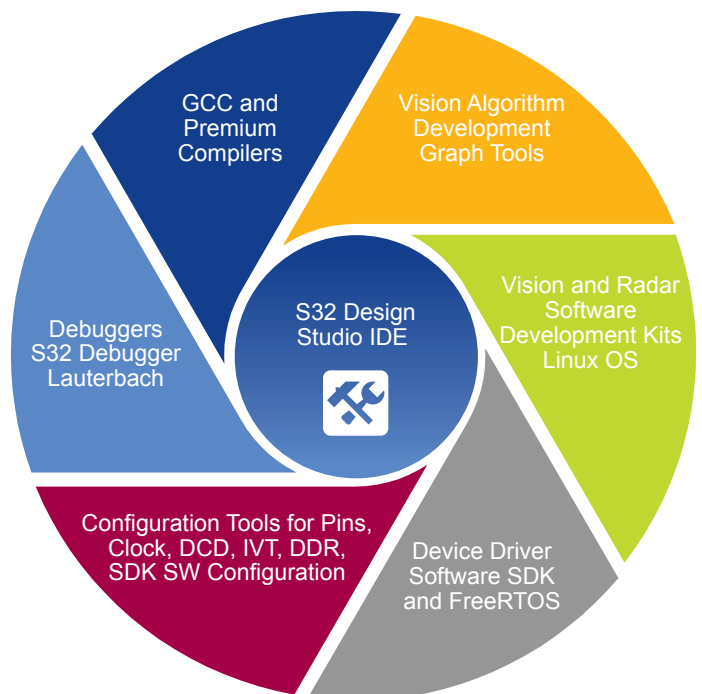 GCC and
Premium
Compilers
Vision Algorithm
Development
Graph Tools
Vision and Radar
Software
Development Kits
Linux OS
Device Driver
Software SDK
and FreeRTOS
Configuration Tools for Pins,
Clock, DCD, IVT, DDR,
SDK SW Configuration
Debuggers
S32 Debugger
Lauterbach
S32 Design
Studio IDE